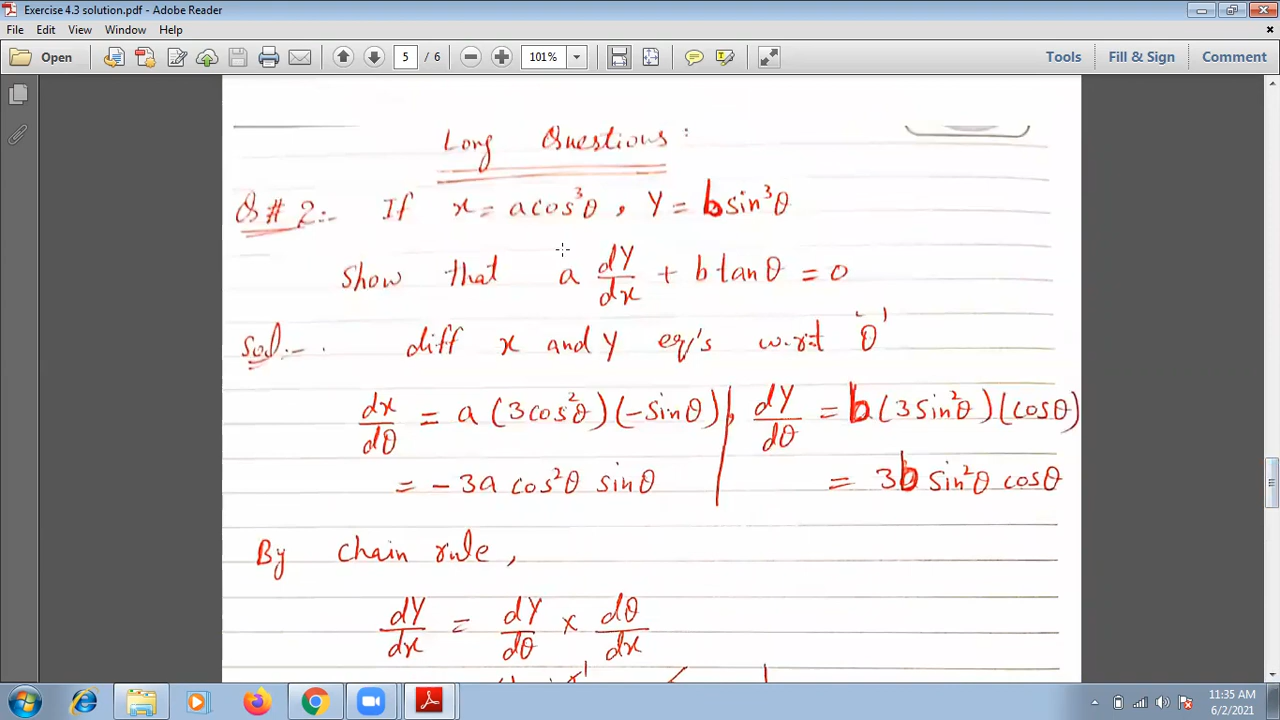 Exercise 4.3 solution.pdf - Adobe Reader
File Edit View Window Help
Open 5 / 6 101% Tools Fill & Sign Comment
Long Questions:
Q# 2:- If x = acos³θ, Y = bsin³θ
Show that a dY/dx + b tanθ = 0
Sol:- diff x and Y eq's w.r.t 'θ'
dx/dθ = a(3cos²θ)(-sinθ) | dY/dθ = b(3sin²θ)(cosθ)
= -3a cos²θ sinθ | = 3b sin²θ cosθ
By chain rule,
dY/dx = dY/dθ × dθ/dx
11:35 AM
6/2/2021